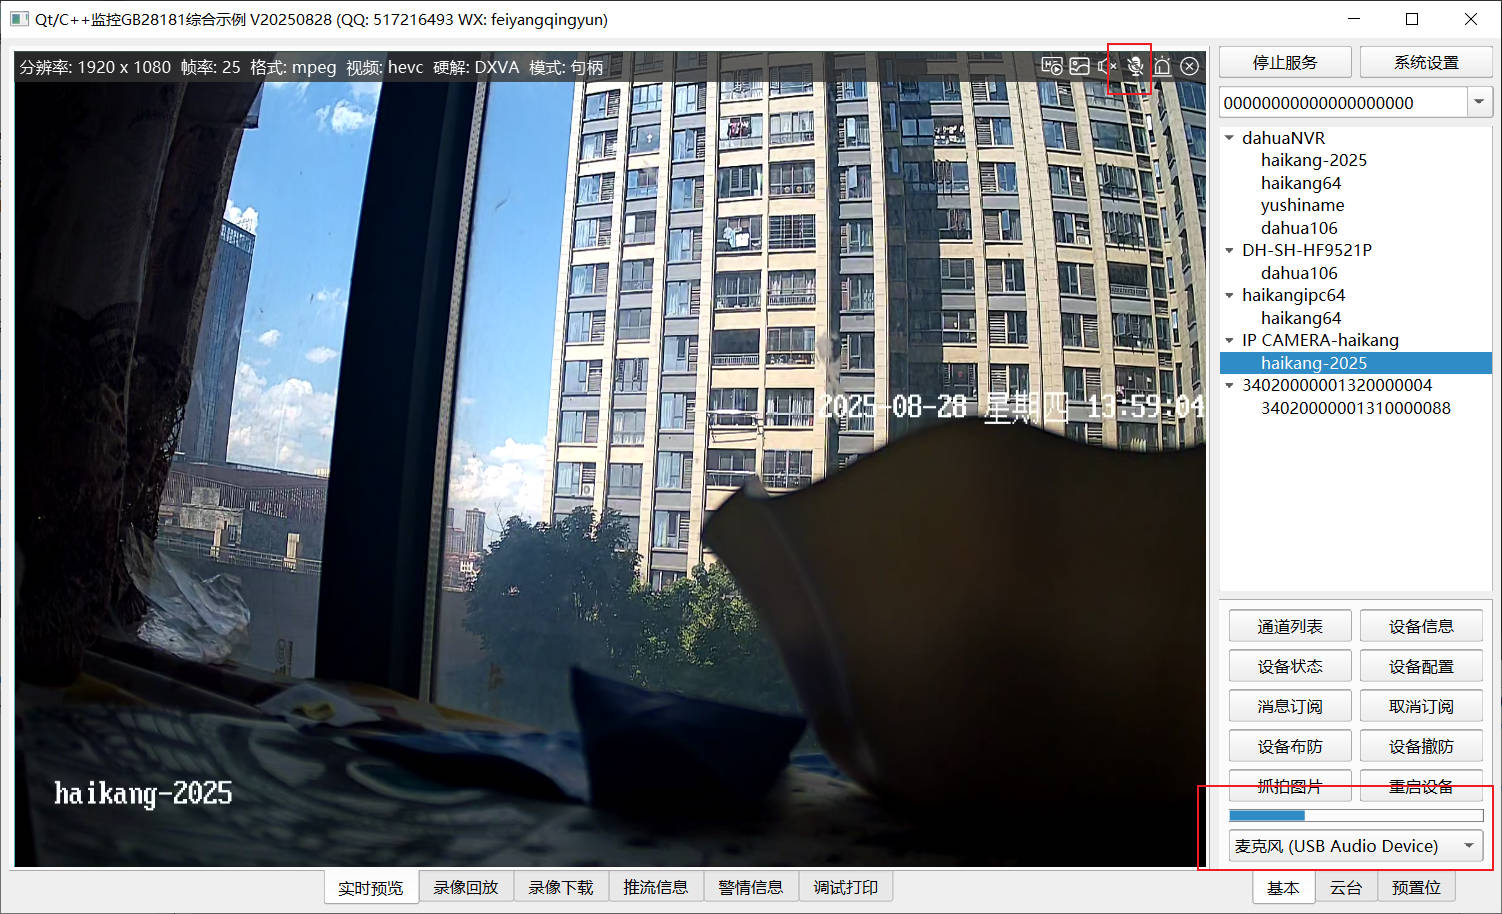 Qt/C++监控GB28181综合示例 V20250828 (QQ: 517216493 WX: feiyangqingyun)
分辨率: 1920 x 1080 帧率: 25 格式: mpeg 视频: hevc 硬解: DXVA 模式: 句柄
2025-08-28 星期四 13:59:04
haikang-2025
停止服务 系统设置
00000000000000000000
dahuaNVR
haikang-2025
haikang64
yushiname
dahua106
DH-SH-HF9521P
dahua106
haikangipc64
haikang64
IP CAMERA-haikang
haikang-2025
34020000001320000004
34020000001310000088
通道列表 设备信息
设备状态 设备配置
消息订阅 取消订阅
设备布防 设备撤防
抓拍图片 重启设备
麦克风 (USB Audio Device)
实时预览 录像回放 录像下载 推流信息 警情信息 调试打印
基本 云台 预置位